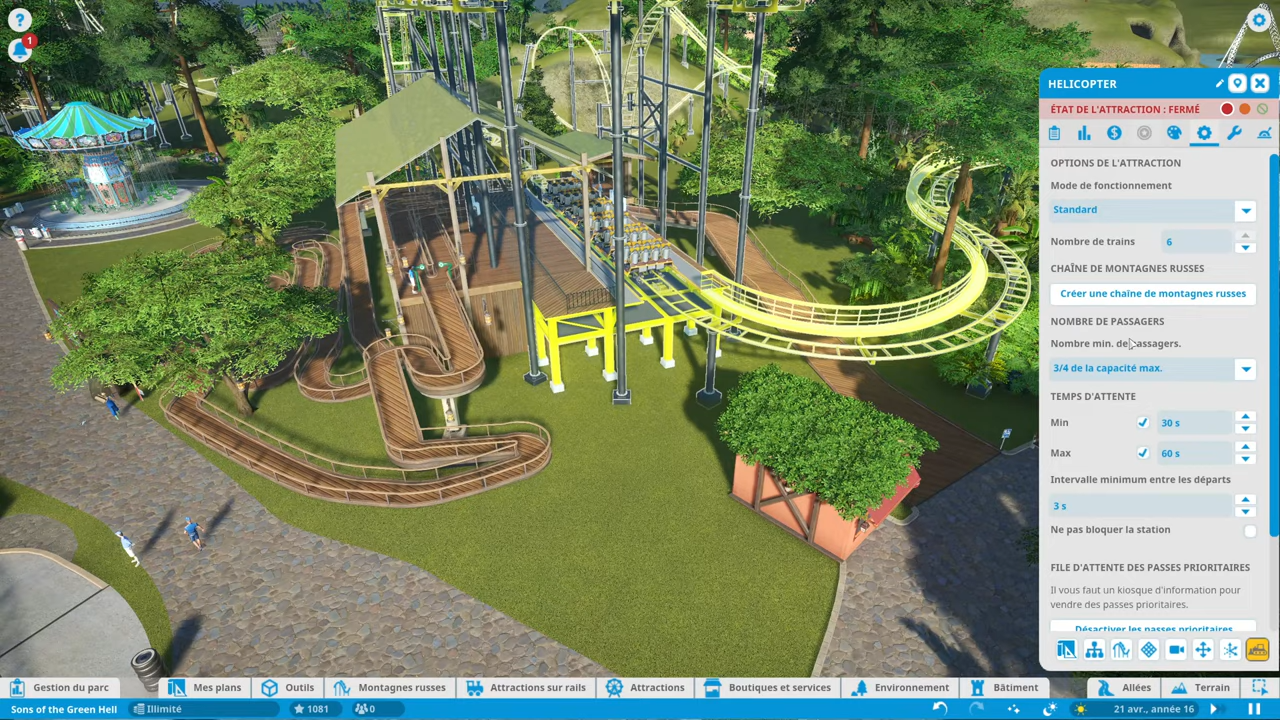 ?
1
HELICOPTER
ÉTAT DE L'ATTRACTION : FERMÉ
OPTIONS DE L'ATTRACTION
Mode de fonctionnement
Standard
Nombre de trains 6
CHAÎNE DE MONTAGNES RUSSES
Créer une chaîne de montagnes russes
NOMBRE DE PASSAGERS
Nombre min. de passagers.
3/4 de la capacité max.
TEMPS D'ATTENTE
Min 30 s
Max 60 s
Intervalle minimum entre les départs
3 s
Ne pas bloquer la station
FILE D'ATTENTE DES PASSES PRIORITAIRES
Il vous faut un kiosque d'information pour
vendre des passes prioritaires.
Désactiver les passes prioritaires
Gestion du parc Mes plans Outils Montagnes russes Attractions sur rails Attractions Boutiques et services Environnement Bâtiment Allées Terrain
Sons of the Green Hell Illimité 1081 0 21 avr., année 16